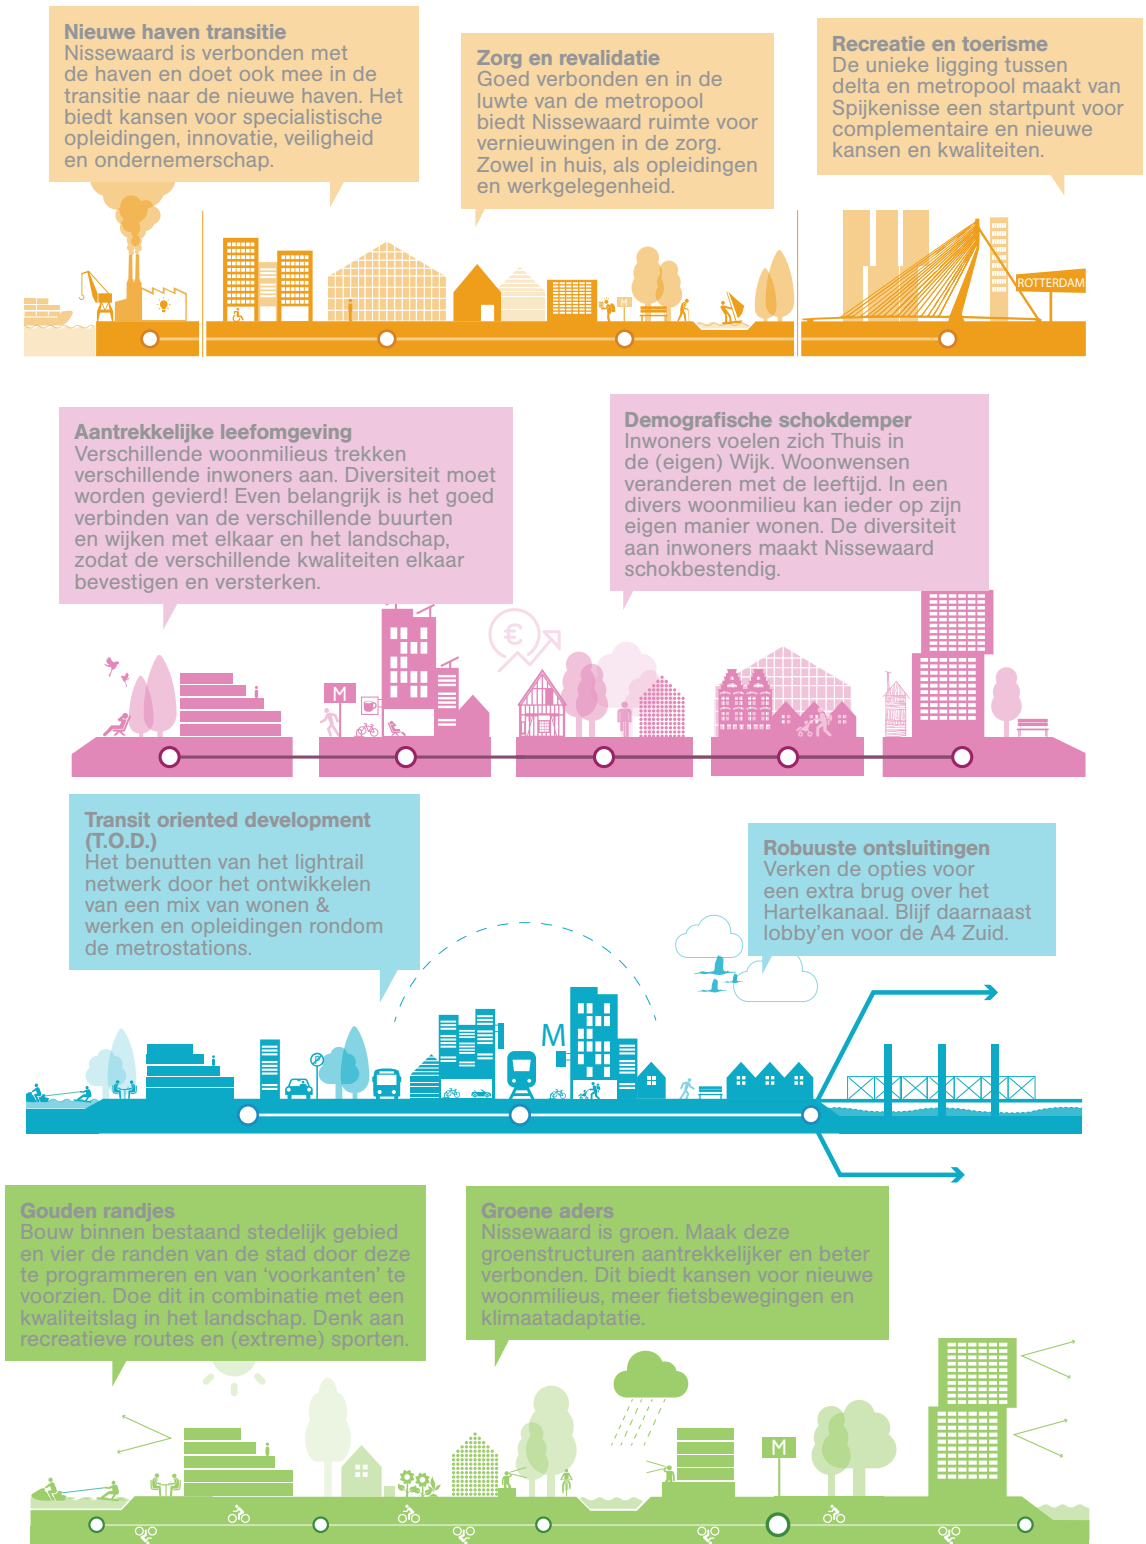 Nieuwe haven transitie
Nissewaard is verbonden met
de haven en doet ook mee in de
transitie naar de nieuwe haven. Het
biedt kansen voor specialistische
opleidingen, innovatie, veiligheid
en ondernemerschap.
Zorg en revalidatie
Goed verbonden en in de
luwte van de metropool
biedt Nissewaard ruimte voor
vernieuwingen in de zorg.
Zowel in huis, als opleidingen
en werkgelegenheid.
Recreatie en toerisme
De unieke ligging tussen
delta en metropool maakt van
Spijkenisse een startpunt voor
complementaire en nieuwe
kansen en kwaliteiten.
M
ROTTERDAM
Aantrekkelijke leefomgeving
Verschillende woonmilieus trekken
verschillende inwoners aan. Diversiteit moet
worden gevierd! Even belangrijk is het goed
verbinden van de verschillende buurten
en wijken met elkaar en het landschap,
zodat de verschillende kwaliteiten elkaar
bevestigen en versterken.
Demografische schokdemper
Inwoners voelen zich Thuis in
de (eigen) Wijk. Woonwensen
veranderen met de leeftijd. In een
divers woonmilieu kan ieder op zijn
eigen manier wonen. De diversiteit
aan inwoners maakt Nissewaard
schokbestendig.
€
M
Transit oriented development
(T.O.D.)
Het benutten van het lightrail
netwerk door het ontwikkelen
van een mix van wonen &
werken en opleidingen rondom
de metrostations.
Robuuste ontsluitingen
Verken de opties voor
een extra brug over het
Hartelkanaal. Blijf daarnaast
lobby'en voor de A4 Zuid.
M
P
Gouden randjes
Bouw binnen bestaand stedelijk gebied
en vier de randen van de stad door deze
te programmeren en van ‘voorkanten’ te
voorzien. Doe dit in combinatie met een
kwaliteitslag in het landschap. Denk aan
recreatieve routes en (extreme) sporten.
Groene aders
Nissewaard is groen. Maak deze
groenstructuren aantrekkelijker en beter
verbonden. Dit biedt kansen voor nieuwe
woonmilieus, meer fietsbewegingen en
klimaatadaptatie.
M